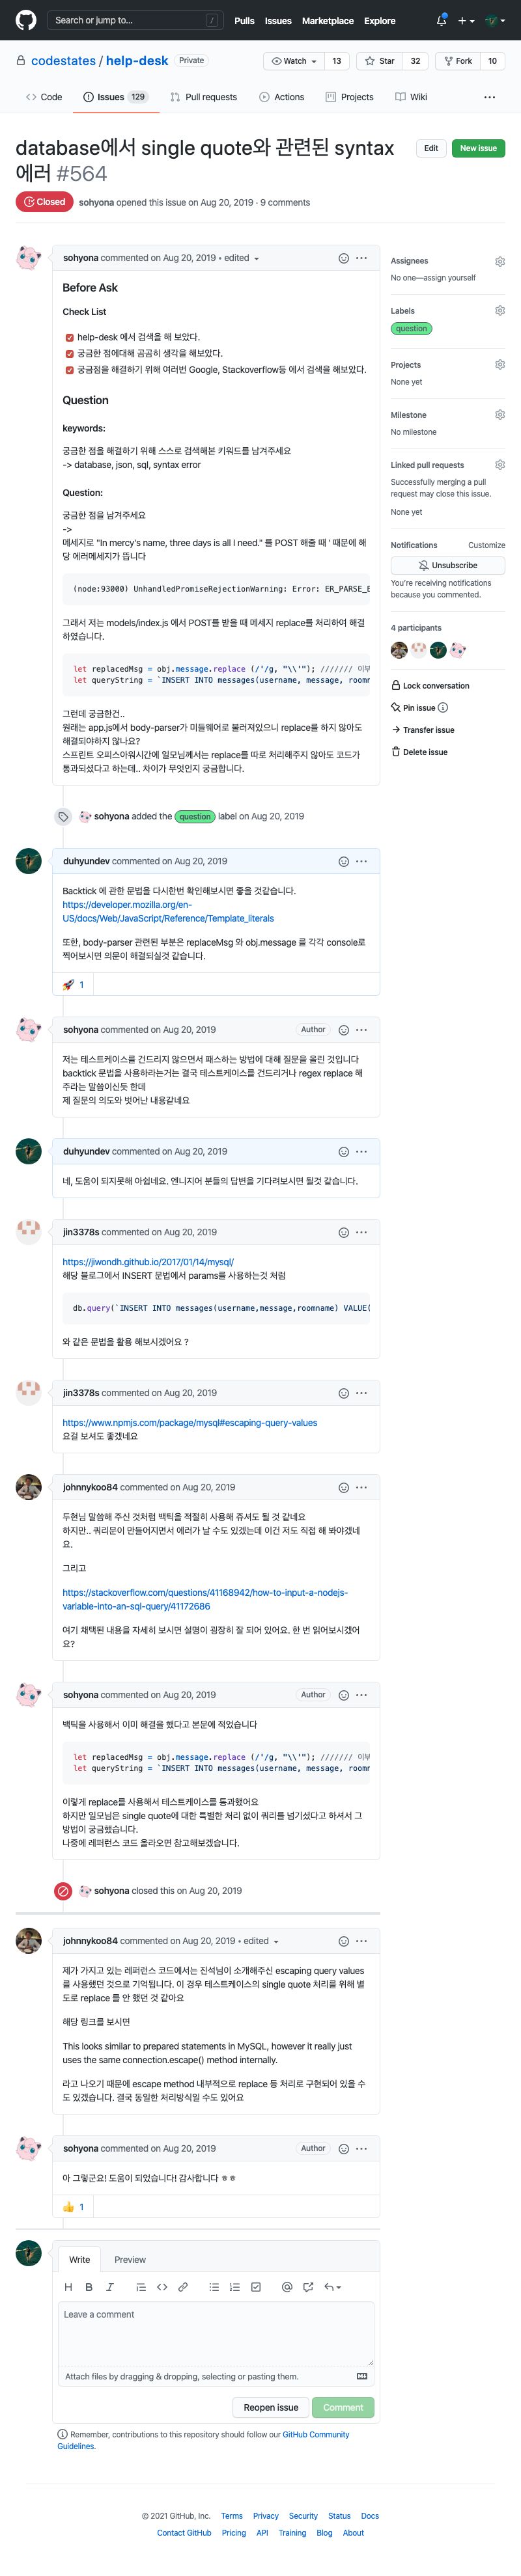 Search or jump to...
/
Pulls Issues Marketplace Explore
codestates / help-desk Private
Watch 13 Star 32 Fork 10
Code Issues 129 Pull requests Actions Projects Wiki
database에서 single quote와 관련된 syntax
에러 #564
Edit New issue
Closed sohyona opened this issue on Aug 20, 2019 · 9 comments
sohyona commented on Aug 20, 2019 • edited
Before Ask
Check List
help-desk 에서 검색을 해 보았다.
궁금한 점에대해 곰곰히 생각을 해보았다.
궁금점을 해결하기 위해 여러번 Google, Stackoverflow등 에서 검색을 해보았다.
Question
keywords:
궁금한 점을 해결하기 위해 스스로 검색해본 키워드를 남겨주세요
-> database, json, sql, syntax error
Question:
궁금한 점을 남겨주세요
->
메세지로 "In mercy's name, three days is all I need." 를 POST 해줄 때 ' 때문에 해
당 에러메세지가 뜹니다
(node:93000) UnhandledPromiseRejectionWarning: Error: ER_PARSE_E
그래서 저는 models/index.js 에서 POST를 받을 때 메세지 replace를 처리하여 해결
하였습니다.
let replacedMsg = obj.message.replace (/'/g, "\\'"); /////// 이부
let queryString = `INSERT INTO messages(username, message, roomn
그런데 궁금한건..
원래는 app.js에서 body-parser가 미들웨어로 불러져있으니 replace를 하지 않아도
해결되야하지 않나요?
스프린트 오피스아워시간에 일모님께서는 replace를 따로 처리해주지 않아도 코드가
통과되셨다고 하는데.. 차이가 무엇인지 궁금합니다.
Assignees
No one—assign yourself
Labels
question
Projects
None yet
Milestone
No milestone
Linked pull requests
Successfully merging a pull
request may close this issue.
None yet
Notifications Customize
Unsubscribe
You're receiving notifications
because you commented.
4 participants
Lock conversation
Pin issue
Transfer issue
Delete issue
sohyona added the question label on Aug 20, 2019
duhyundev commented on Aug 20, 2019
Backtick 에 관한 문법을 다시한번 확인해보시면 좋을 것같습니다.
https://developer.mozilla.org/en-
US/docs/Web/JavaScript/Reference/Template_literals
또한, body-parser 관련된 부분은 replaceMsg 와 obj.message 를 각각 console로
찍어보시면 의문이 해결되실것 같습니다.
1
sohyona commented on Aug 20, 2019 Author
저는 테스트케이스를 건드리지 않으면서 패스하는 방법에 대해 질문을 올린 것입니다
backtick 문법을 사용하라는거는 결국 테스트케이스를 건드리거나 regex replace 해
주라는 말씀이신듯 한데
제 질문의 의도와 벗어난 내용같네요
duhyundev commented on Aug 20, 2019
네, 도움이 되지못해 아쉽네요. 엔니지어 분들의 답변을 기다려보시면 될것 같습니다.
jin3378s commented on Aug 20, 2019
https://jiwondh.github.io/2017/01/14/mysql/
해당 블로그에서 INSERT 문법에서 params를 사용하는것 처럼
db.query(`INSERT INTO messages(username,message,roomname) VALUE(
와 같은 문법을 활용 해보시겠어요 ?
jin3378s commented on Aug 20, 2019
https://www.npmjs.com/package/mysql#escaping-query-values
요걸 보셔도 좋겠네요
johnnykoo84 commented on Aug 20, 2019
두현님 말씀해 주신 것처럼 백틱을 적절히 사용해 쥬셔도 될 것 같네요
하지만.. 쿼리문이 만들어지면서 에러가 날 수도 있겠는데 이건 저도 직접 해 봐야겠네
요.
그리고
https://stackoverflow.com/questions/41168942/how-to-input-a-nodejs-
variable-into-an-sql-query/41172686
여기 채택된 내용을 자세히 보시면 설명이 굉장히 잘 되어 있어요. 한 번 읽어보시겠어
요?
sohyona commented on Aug 20, 2019 Author
백틱을 사용해서 이미 해결을 했다고 본문에 적었습니다
let replacedMsg = obj.message.replace (/'/g, "\\'"); /////// 이부
let queryString = `INSERT INTO messages(username, message, roomn
이렇게 replace를 사용해서 테스트를 통과했어요
하지만 일모님은 single quote에 대한 특별한 처리 없이 쿼리를 넘기셨다고 하셔서 그
방법이 궁금했습니다.
나중에 레퍼런스 코드 올라오면 참고해보겠습니다.
sohyona closed this on Aug 20, 2019
johnnykoo84 commented on Aug 20, 2019 • edited
제가 가지고 있는 레퍼런스 코드에서는 진석님이 소개해주신 escaping query values
를 사용했던 것으로 기억됩니다. 이 경우 테스트케이스의 single quote 처리를 위해 별
도로 replace 를 안 했던 것 같아요
해당 링크를 보시면
This looks similar to prepared statements in MySQL, however it really just
uses the same connection.escape() method internally.
라고 나오기 때문에 escape method 내부적으로 replace 등 처리로 구현되어 있을 수
도 있겠습니다. 결국 동일한 처리방식일 수도 있어요
sohyona commented on Aug 20, 2019 Author
아 그렇군요! 도움이 되었습니다! 감사합니다 ㅎㅎ
1
Write Preview
Leave a comment
Attach files by dragging & dropping, selecting or pasting them.
Reopen issue Comment
Remember, contributions to this repository should follow our GitHub Community
Guidelines.
© 2021 GitHub, Inc. Terms Privacy Security Status Docs
Contact GitHub Pricing API Training Blog About